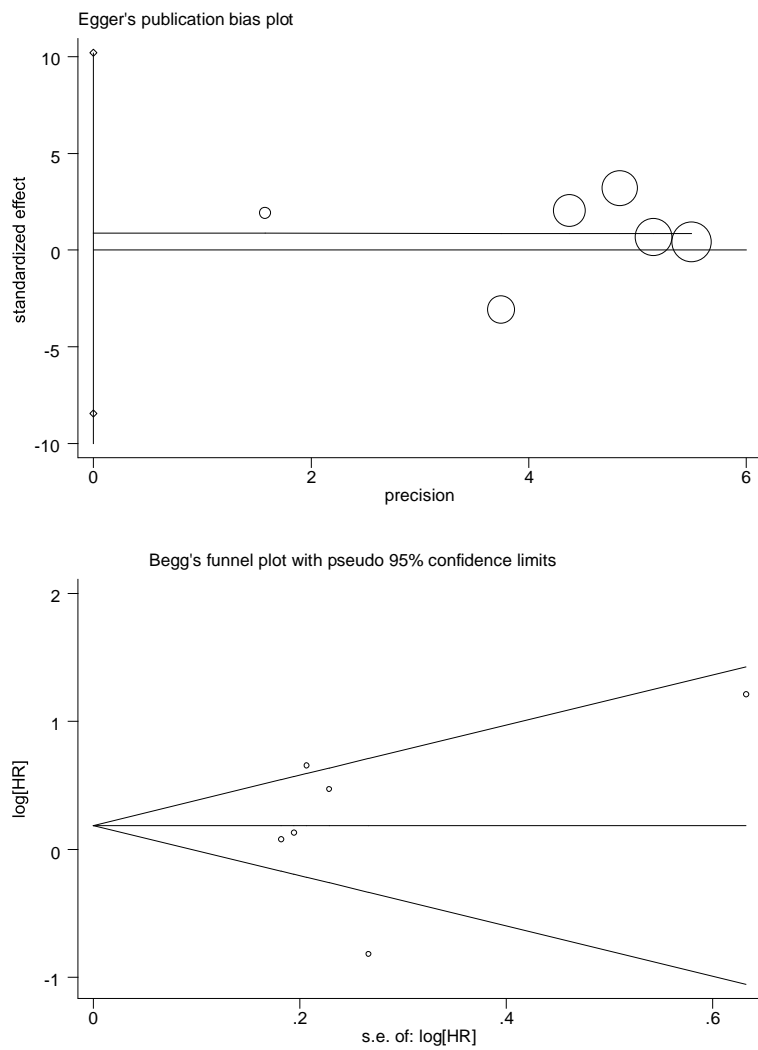 Egger's publication bias plot
10
5
0
-5
-10
standardized effect
0 2 4 6
precision
Begg's funnel plot with pseudo 95% confidence limits
2
1
0
-1
log[HR]
0 .2 .4 .6
s.e. of: log[HR]